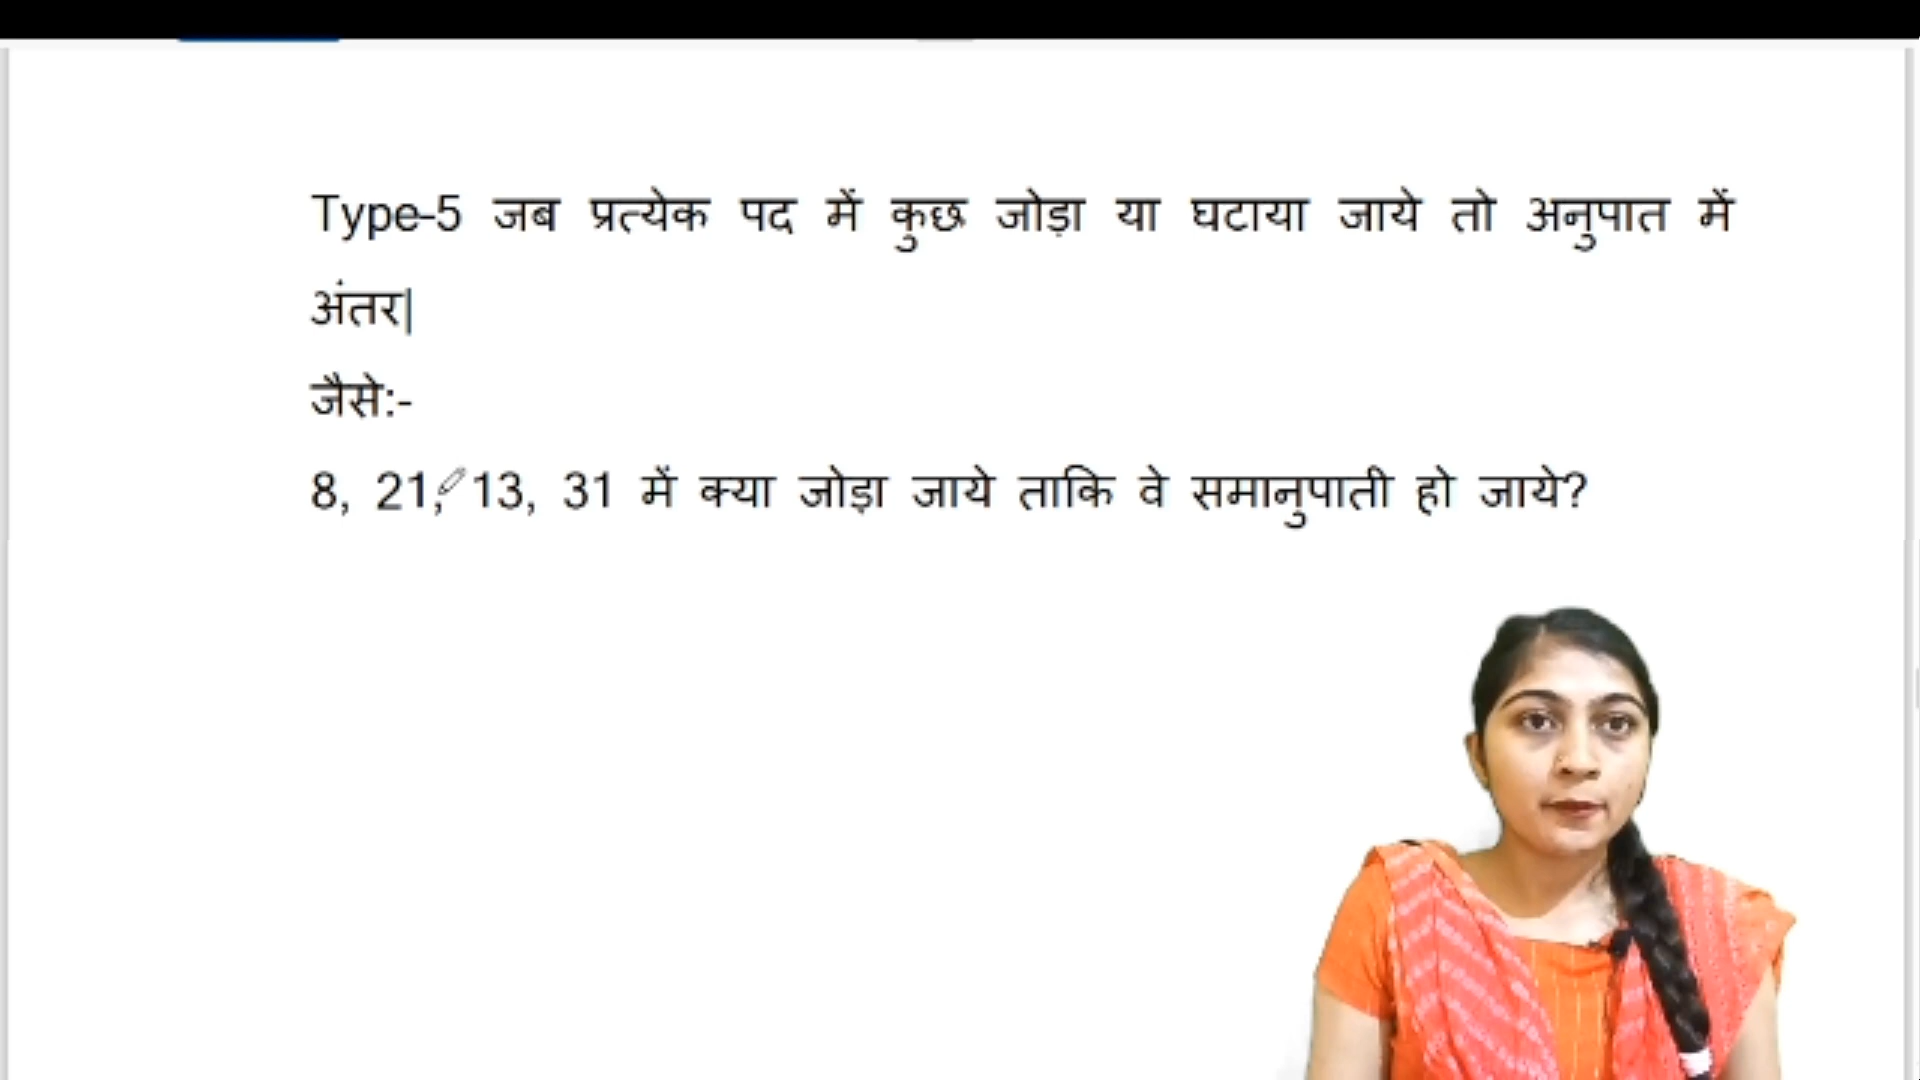 Type-5 जब प्रत्येक पद में कुछ जोड़ा या घटाया जाये तो अनुपात में
अंतर|
जैसे:-
8, 21, 13, 31 में क्या जोड़ा जाये ताकि वे समानुपाती हो जाये?